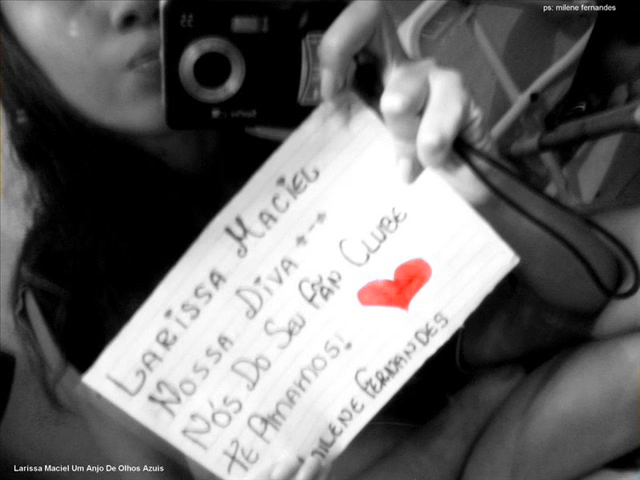 ps: milene fernandes
LARISSA MACIEL
NOSSA DIVA *-*
NÓS DO SEU FÃN CLUBE
TE AMAMOS!
MILENE FERNANDES
Larissa Maciel Um Anjo De Olhos Azuis